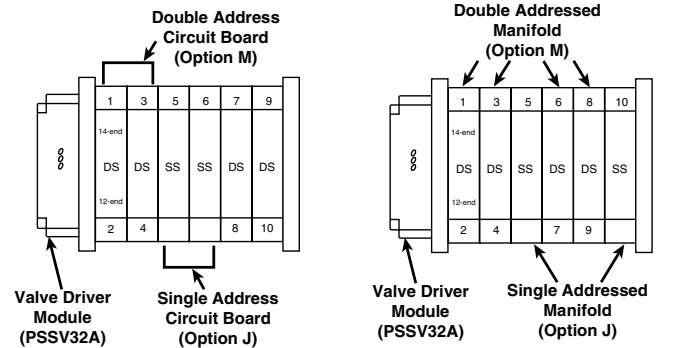 Double Address
Circuit Board
(Option M)
1 3 5 6 7 9
14-end
DS DS SS SS DS DS
12-end
2 4 8 10
Valve Driver
Module
(PSSV32A)
Single Address
Circuit Board
(Option J)
Double Addressed
Manifold
(Option M)
1 3 5 6 8 10
14-end
DS DS SS DS DS SS
12-end
2 4 7 9
Valve Driver
Module
(PSSV32A)
Single Addressed
Manifold
(Option J)